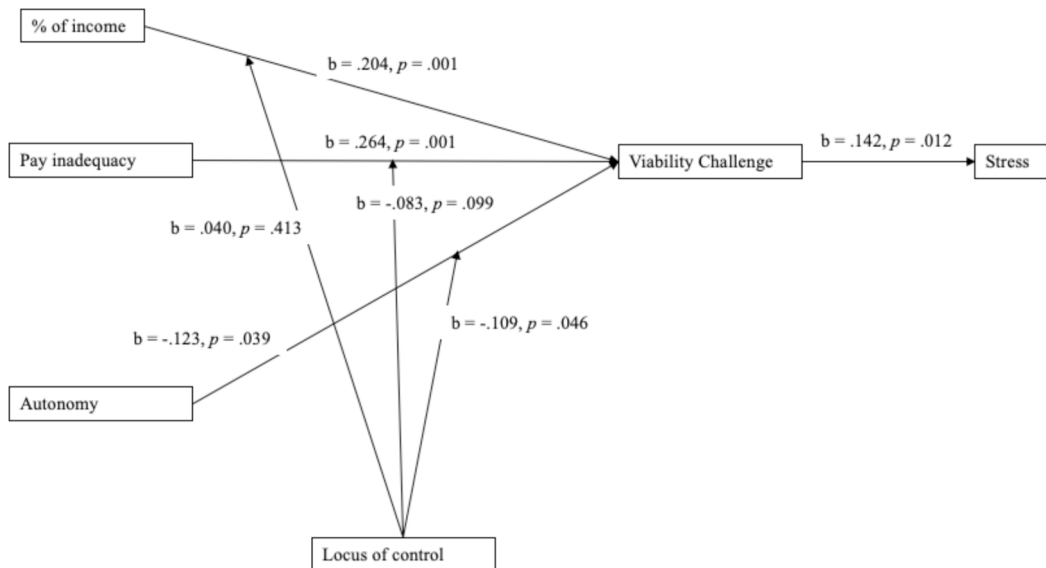 % of income
b = .204, p = .001
b = .264, p = .001
b = .142, p = .012
Pay inadequacy
Viability Challenge
Stress
b = -.083, p = .099
b = .040, p = .413
b = -.109, p = .046
b = -.123, p = .039
Autonomy
Locus of control